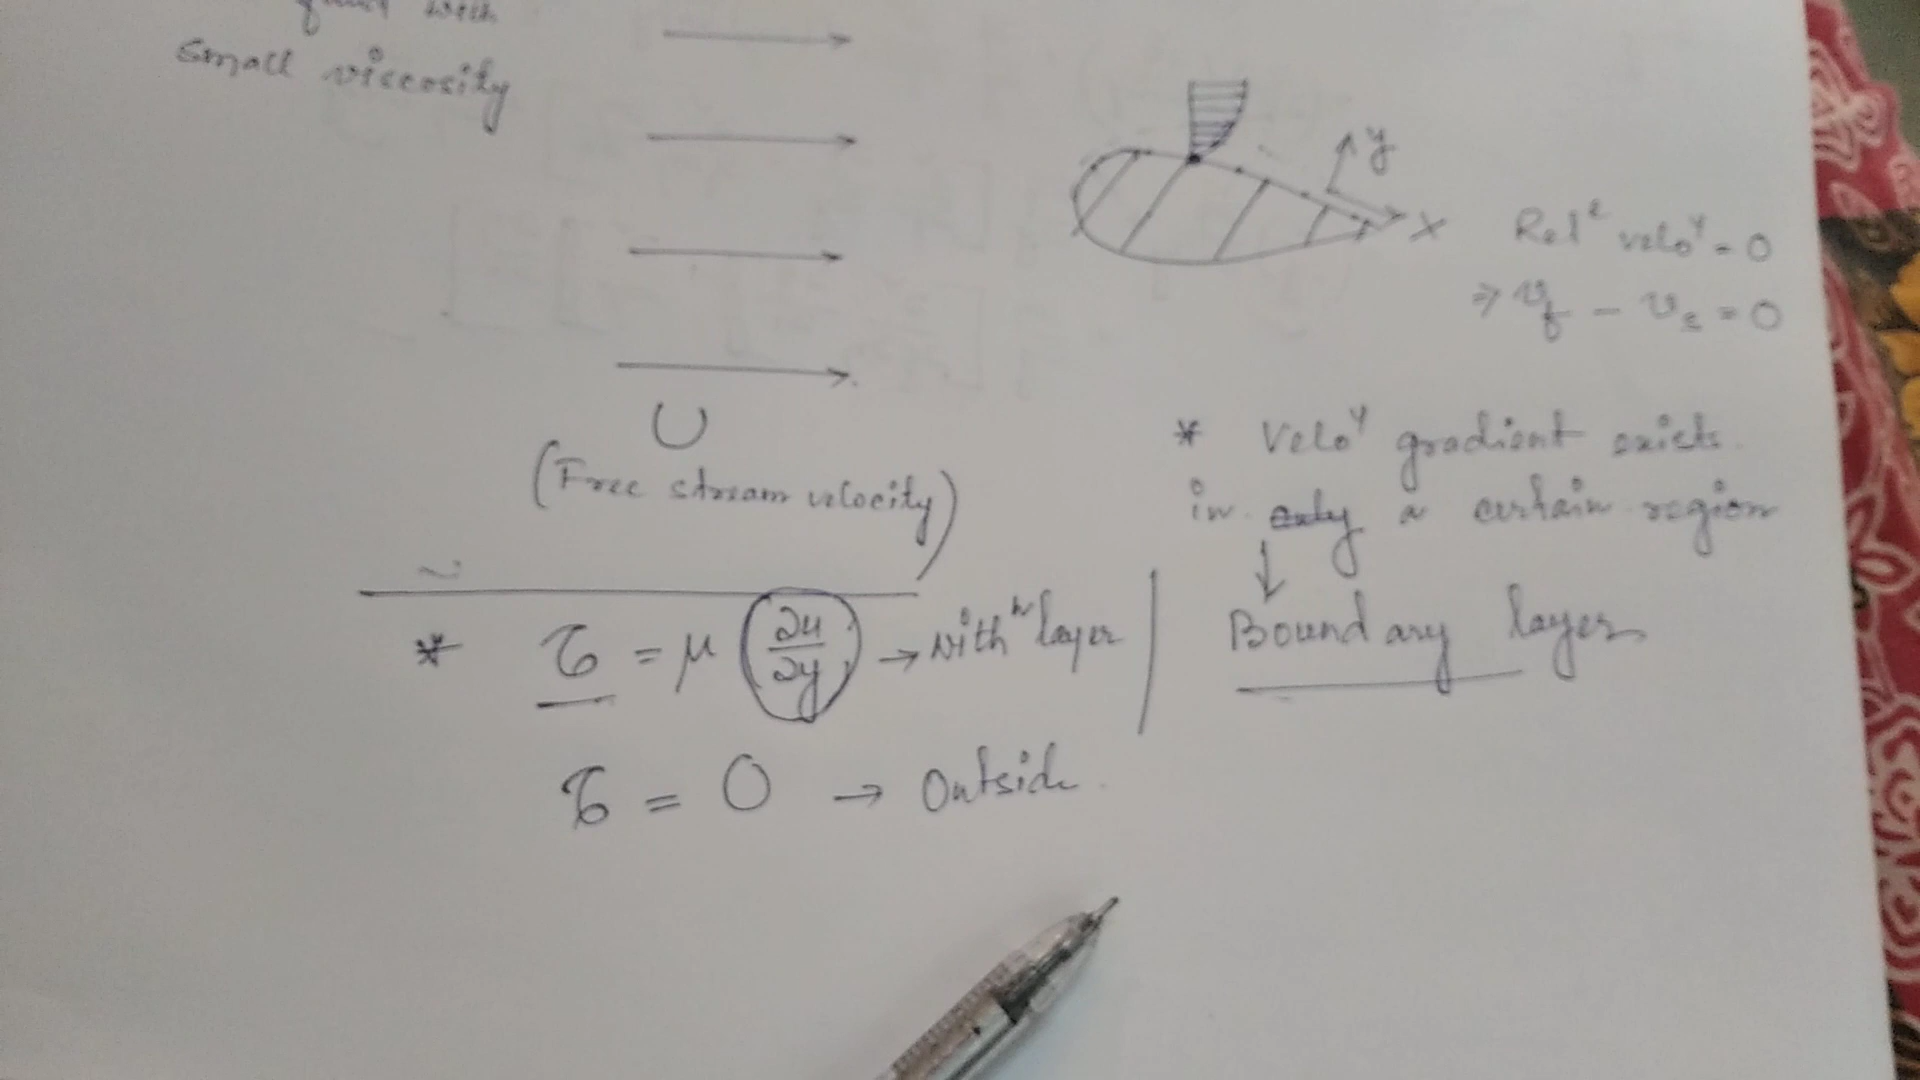 with
small viscosity
y
x
Relᵉ veloʸ = 0
⇒ v_f - v_s = 0
U
(Free stream velocity)
* Veloʸ gradient exists
in only a certain region
↓
Boundary layer
* τ = μ (∂u/∂y) → withⁿ layer
τ = 0 → Outside